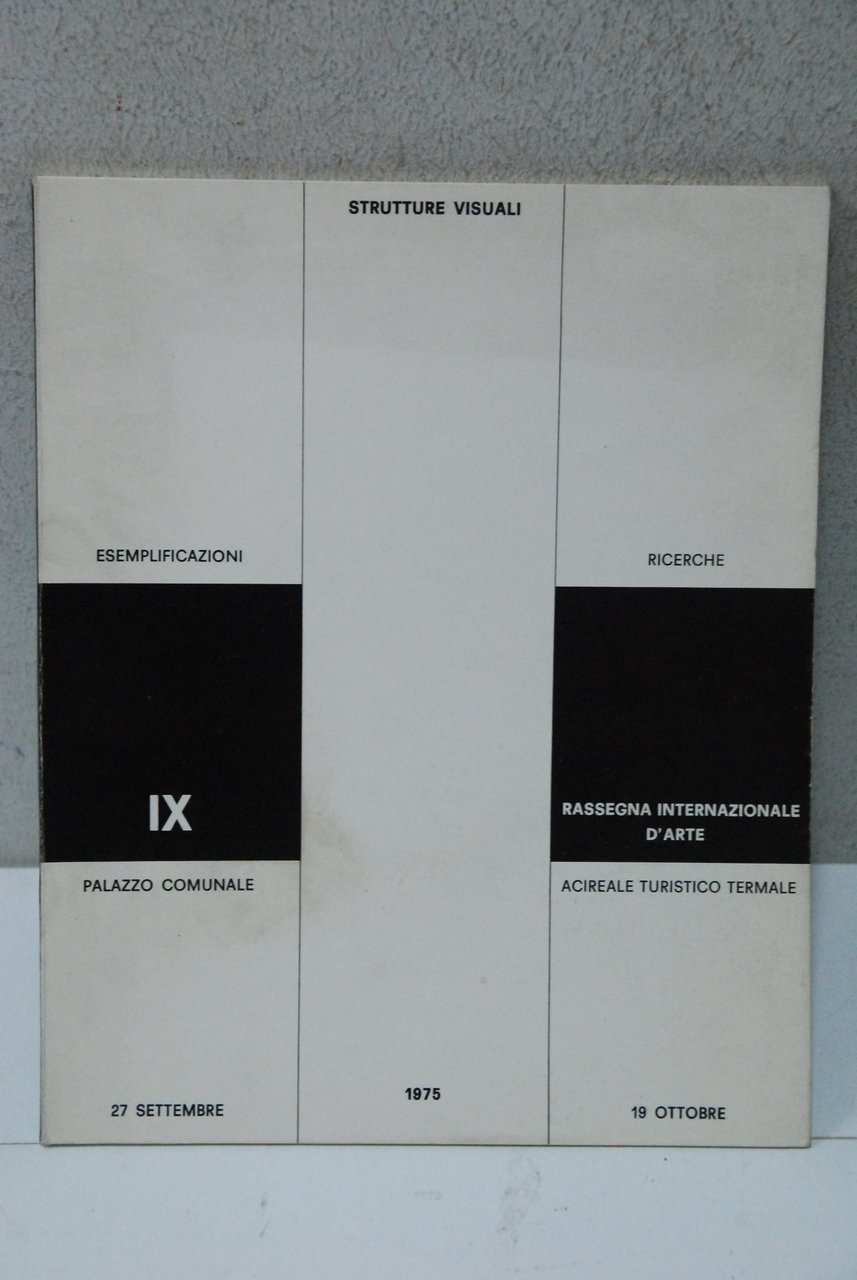 STRUTTURE VISUALI
ESEMPLIFICAZIONI
RICERCHE
IX
RASSEGNA INTERNAZIONALE
D'ARTE
PALAZZO COMUNALE
ACIREALE TURISTICO TERMALE
27 SETTEMBRE
1975
19 OTTOBRE